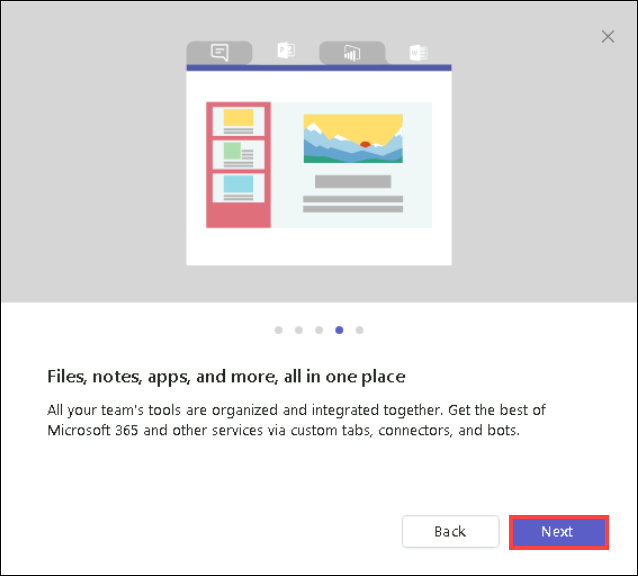 Files, notes, apps, and more, all in one place
All your team's tools are organized and integrated together. Get the best of
Microsoft 365 and other services via custom tabs, connectors, and bots.
Back
Next